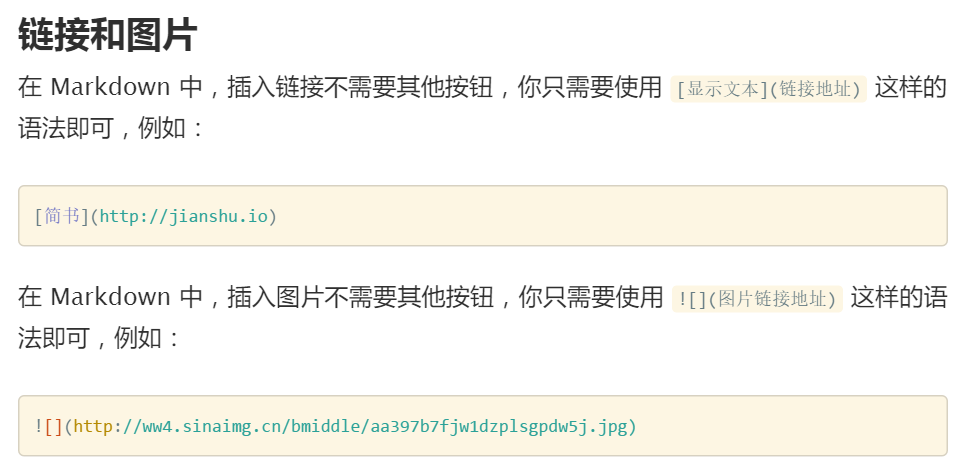 链接和图片
在 Markdown 中，插入链接不需要其他按钮，你只需要使用 [显示文本](链接地址) 这样的
语法即可，例如：
[简书](http://jianshu.io)
在 Markdown 中，插入图片不需要其他按钮，你只需要使用 ![](图片链接地址) 这样的语
法即可，例如：
![](http://ww4.sinaimg.cn/bmiddle/aa397b7fjw1dzplsgpdw5j.jpg)